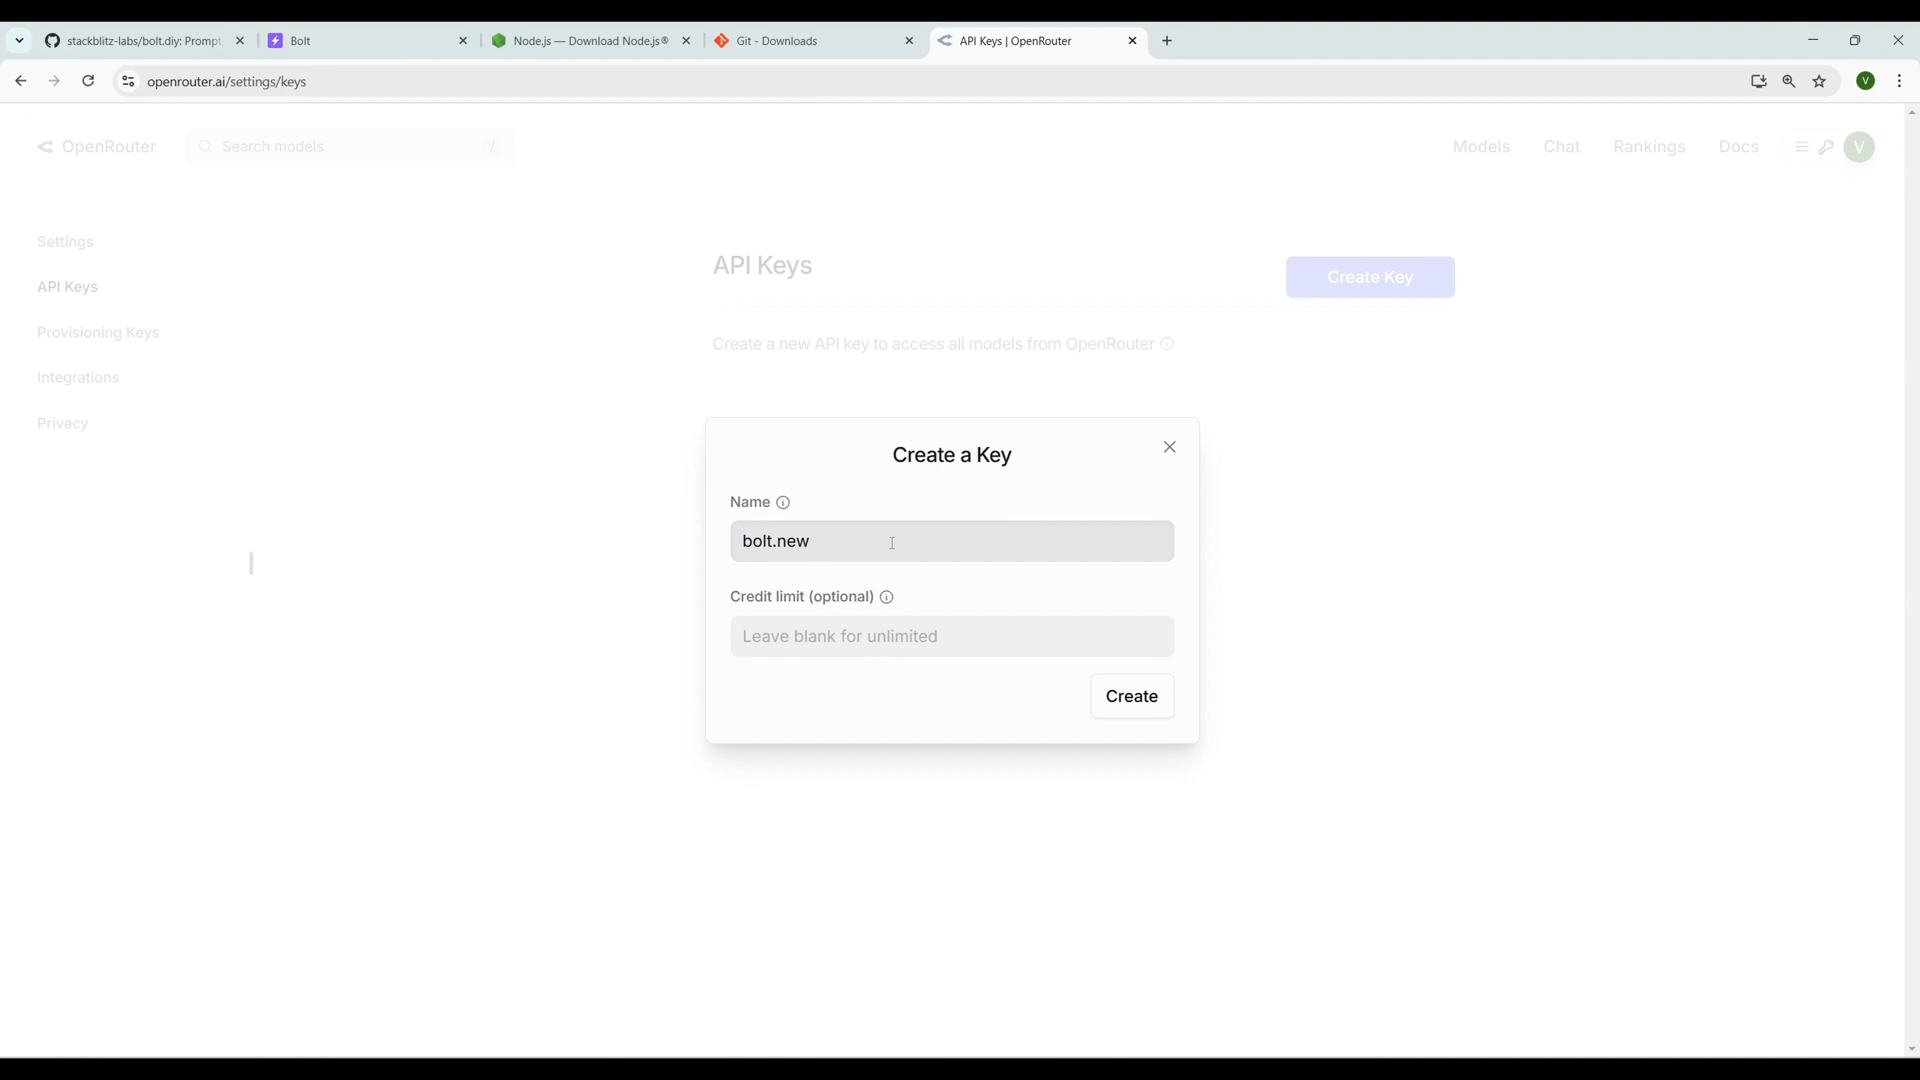 stackblitz-labs/bolt.diy: Prompt
Bolt
Node.js — Download Node.js®
Git - Downloads
API Keys | OpenRouter
openrouter.ai/settings/keys
V
OpenRouter
Search models
/
Models
Chat
Rankings
Docs
V
Settings
API Keys
Provisioning Keys
Integrations
Privacy
API Keys
Create Key
Create a new API key to access all models from OpenRouter
Create a Key
Name
bolt.new
Credit limit (optional)
Leave blank for unlimited
Create